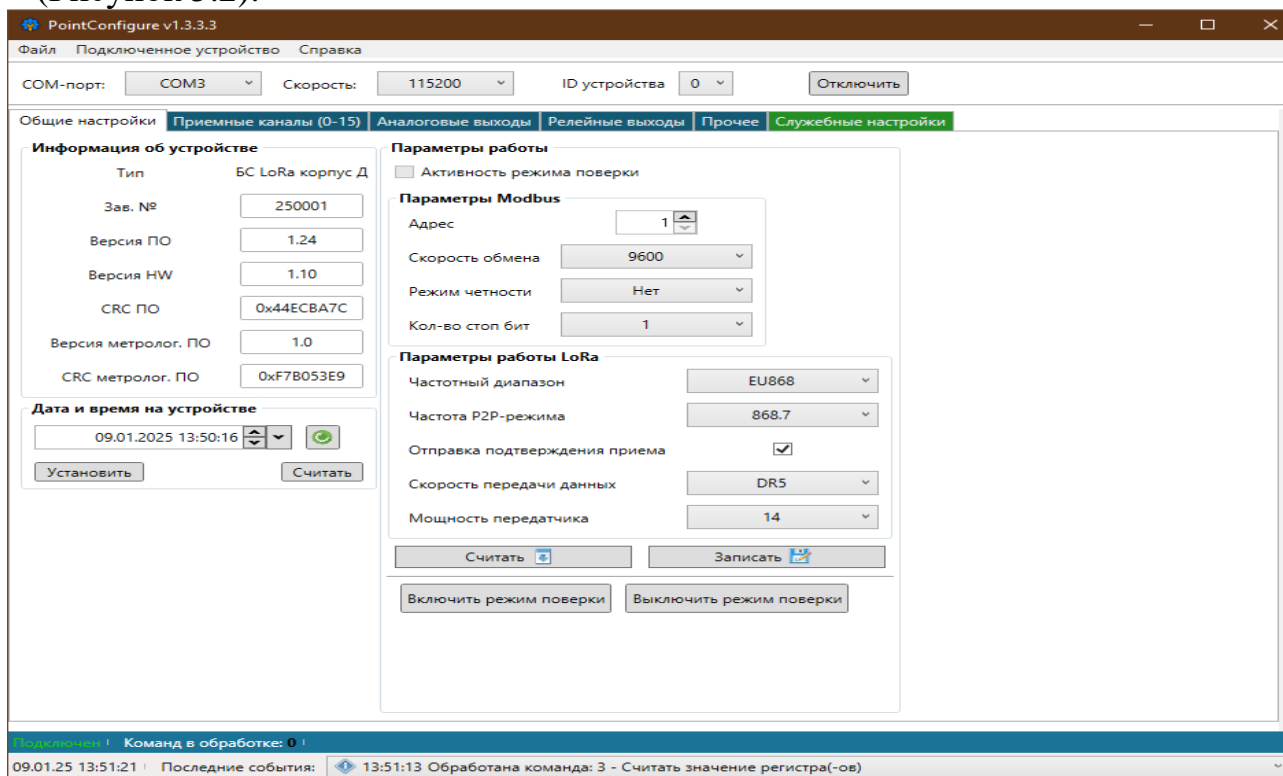 (Рисунок 3.2).
PointConfigure v1.3.3.3
Файл Подключенное устройство Справка
COM-порт: COM3 Скорость: 115200 ID устройства 0 Отключить
Общие настройки Приемные каналы (0-15) Аналоговые выходы Релейные выходы Прочее Служебные настройки
Информация об устройстве
Тип БС LoRa корпус Д
Зав. № 250001
Версия ПО 1.24
Версия HW 1.10
CRC ПО 0x44ECBA7C
Версия метролог. ПО 1.0
CRC метролог. ПО 0xF7B053E9
Дата и время на устройстве
09.01.2025 13:50:16
Установить Считать
Параметры работы
Активность режима поверки
Параметры Modbus
Адрес 1
Скорость обмена 9600
Режим четности Нет
Кол-во стоп бит 1
Параметры работы LoRa
Частотный диапазон EU868
Частота P2P-режима 868.7
Отправка подтверждения приема
Скорость передачи данных DR5
Мощность передатчика 14
Считать Записать
Включить режим поверки Выключить режим поверки
Подключен Команд в обработке: 0
09.01.25 13:51:21 Последние события: 13:51:13 Обработана команда: 3 - Считать значение регистра(-ов)